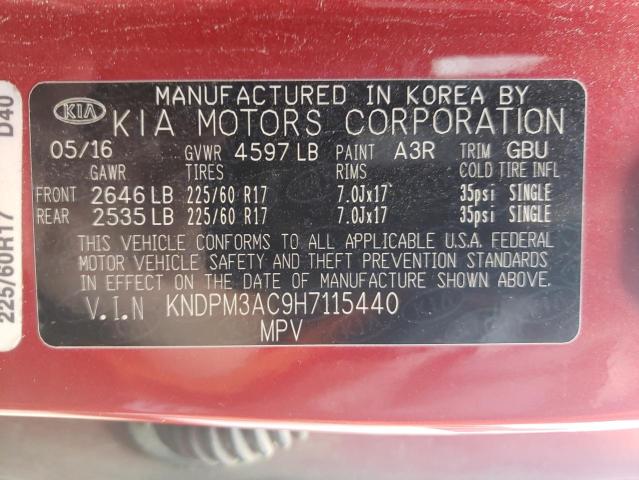 MANUFACTURED IN KOREA BY
KIA KIA MOTORS CORPORATION
05/16 GVWR 4597 LB PAINT A3R TRIM GBU
GAWR TIRES RIMS COLD TIRE INFL
FRONT 2646 LB 225/60 R17 7.0Jx17 35psi SINGLE
REAR 2535 LB 225/60 R17 7.0Jx17 35psi SINGLE
THIS VEHICLE CONFORMS TO ALL APPLICABLE U.S.A. FEDERAL
MOTOR VEHICLE SAFETY AND THEFT PREVENTION STANDARDS
IN EFFECT ON THE DATE OF MANUFACTURE SHOWN ABOVE.
V.I.N KNDPM3AC9H7115440
MPV
225/60R17 D40